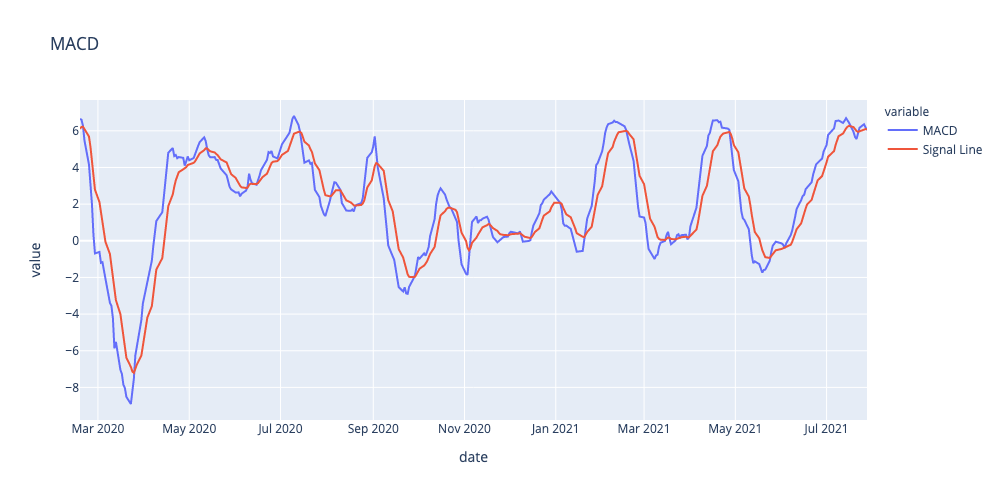 MACD
variable
MACD
Signal Line
value
6
4
2
0
−2
−4
−6
−8
Mar 2020 May 2020 Jul 2020 Sep 2020 Nov 2020 Jan 2021 Mar 2021 May 2021 Jul 2021
date